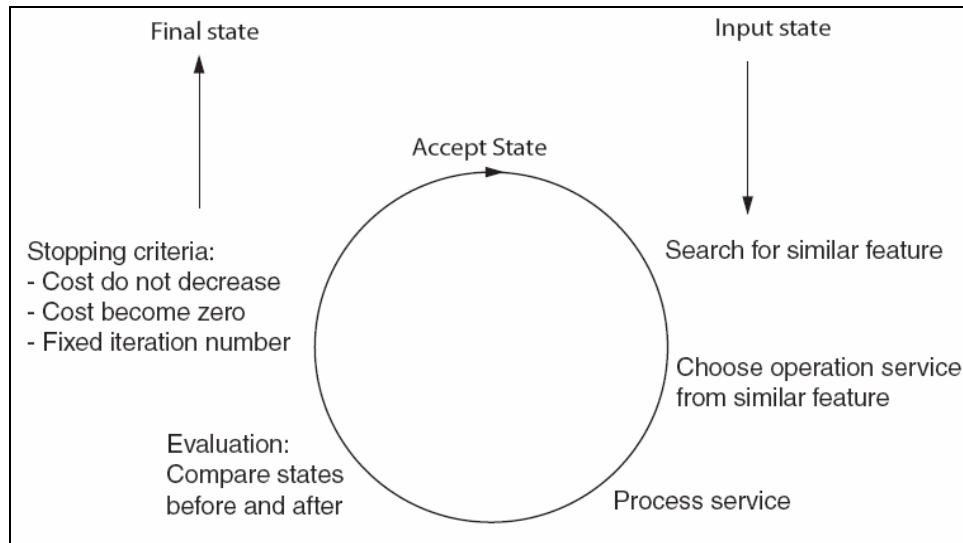 Final state
Input state
Accept State
Search for similar feature
Choose operation service
from similar feature
Process service
Evaluation:
Compare states
before and after
Stopping criteria:
- Cost do not decrease
- Cost become zero
- Fixed iteration number